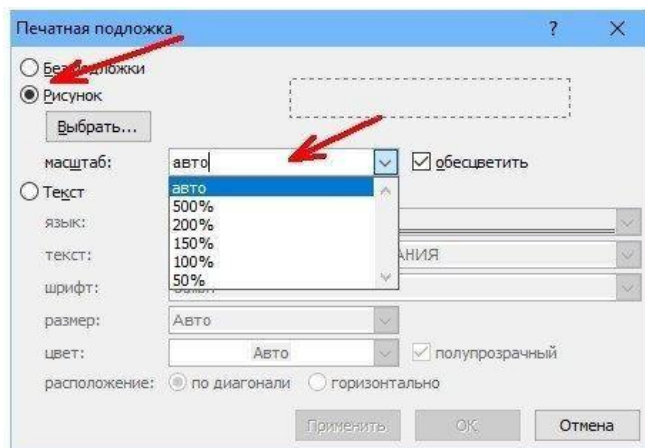 Печатная подложка ? ×
Без подложки
Рисунок
Выбрать...
масштаб: авто обесцветить
авто
500%
200%
150%
100%
50%
Текст
язык:
текст:
шрифт:
размер: Авто
цвет: Авто полупрозрачный
расположение: по диагонали горизонтально
Применить ОК Отмена